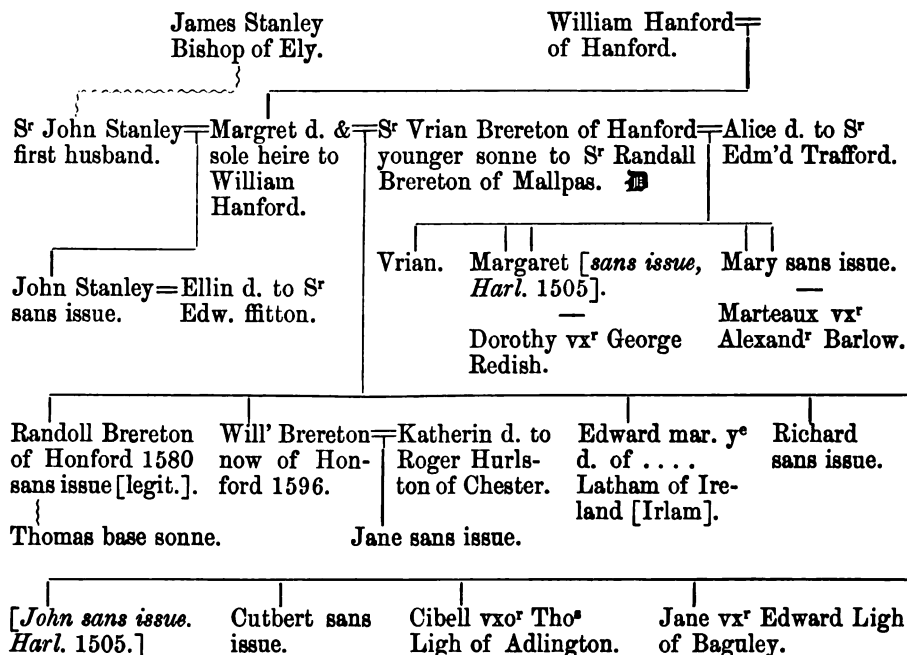 James Stanley
Bishop of Ely.
William Hanford
of Hanford.
Sʳ John Stanley
first husband.
Margret d. &
sole heire to
William
Hanford.
Sʳ Vrian Brereton of Hanford
younger sonne to Sʳ Randall
Brereton of Mallpas. 𝕯
Alice d. to Sʳ
Edm'd Trafford.
John Stanley
sans issue.
Ellin d. to Sʳ
Edw. ffitton.
Vrian.
Margaret [sans issue,
Harl. 1505].
—
Dorothy vxʳ George
Redish.
Mary sans issue.
—
Marteaux vxʳ
Alexandʳ Barlow.
Randoll Brereton
of Honford 1580
sans issue [legit.].
Thomas base sonne.
Will' Brereton
now of Hon-
ford 1596.
Katherin d. to
Roger Hurls-
ton of Chester.
Jane sans issue.
Edward mar. yᵉ
d. of ....
Latham of Ire-
land [Irlam].
Richard
sans issue.
[John sans issue.
Harl. 1505.]
Cutbert sans
issue.
Cibell vxoʳ Thoˢ
Ligh of Adlington.
Jane vxʳ Edward Ligh
of Baguley.